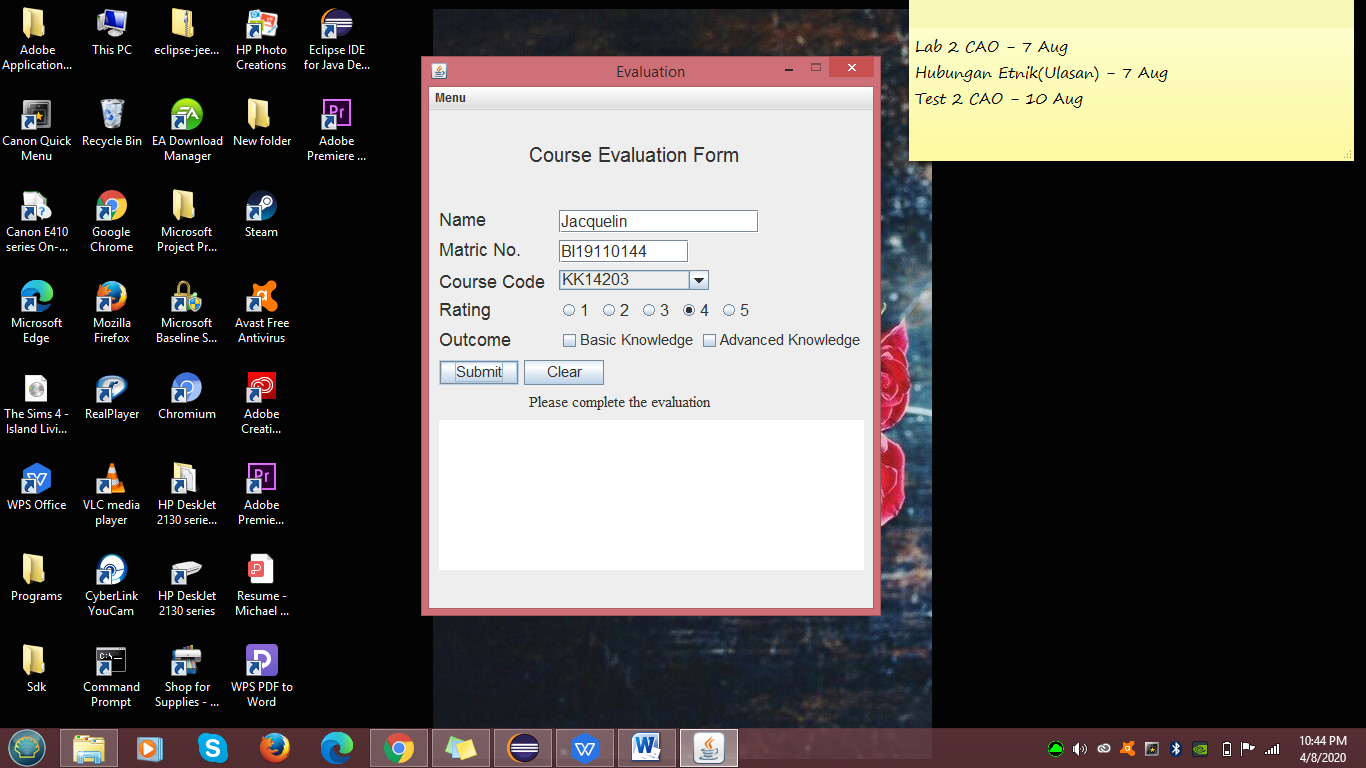 Adobe
Application...
This PC
eclipse-jee...
HP Photo
Creations
Eclipse IDE
for Java De...
Canon Quick
Menu
Recycle Bin
EA Download
Manager
New folder
Adobe
Premiere ...
Canon E410
series On-...
Google
Chrome
Microsoft
Project Pr...
Steam
Microsoft
Edge
Mozilla
Firefox
Microsoft
Baseline S...
Avast Free
Antivirus
The Sims 4 -
Island Livi...
RealPlayer
Chromium
Adobe
Creati...
WPS Office
VLC media
player
HP DeskJet
2130 serie...
Adobe
Premie...
Programs
CyberLink
YouCam
HP DeskJet
2130 series
Resume -
Michael ...
Sdk
Command
Prompt
Shop for
Supplies - ...
WPS PDF to
Word
Evaluation
Menu
Course Evaluation Form
Name Jacquelin
Matric No. BI19110144
Course Code KK14203
Rating 1 2 3 4 5
Outcome Basic Knowledge Advanced Knowledge
Submit Clear
Please complete the evaluation
Lab 2 CAO - 7 Aug
Hubungan Etnik(Ulasan) - 7 Aug
Test 2 CAO - 10 Aug
10:44 PM
4/8/2020